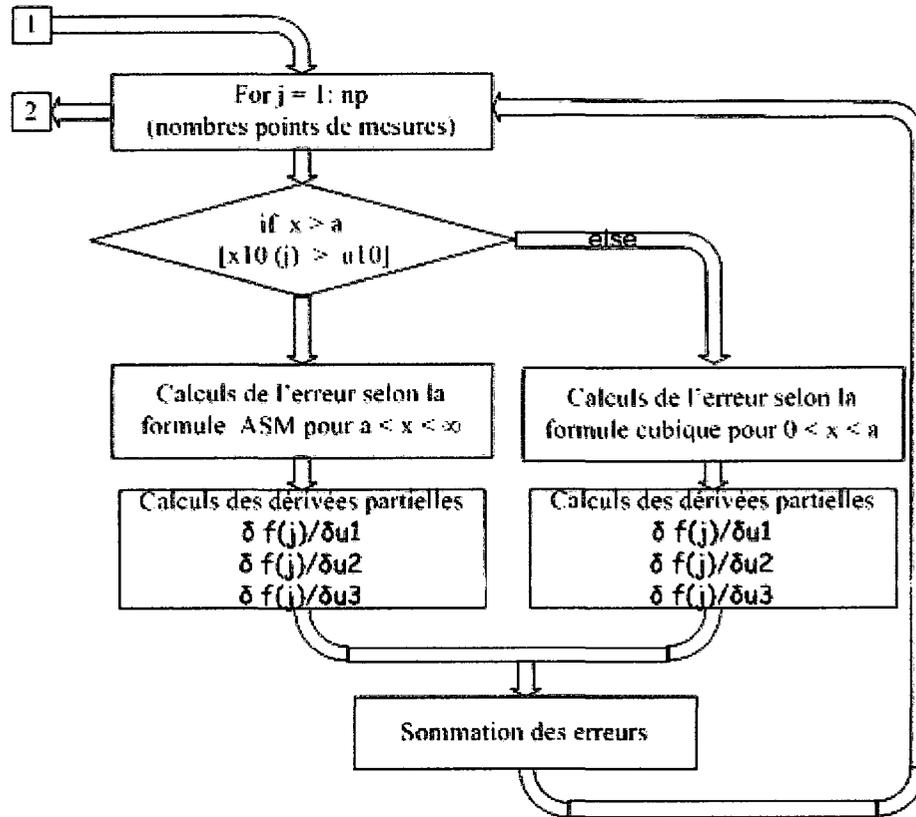 1
2
For j = 1: np
(nombres points de mesures)
if x > a
[x10 (j) > u10]
else
Calculs de l'erreur selon la
formule ASM pour a < x < ∞
Calculs de l'erreur selon la
formule cubique pour 0 < x < a
Calculs des dérivées partielles
δ f(j)/δu1
δ f(j)/δu2
δ f(j)/δu3
Calculs des dérivées partielles
δ f(j)/δu1
δ f(j)/δu2
δ f(j)/δu3
Sommation des erreurs